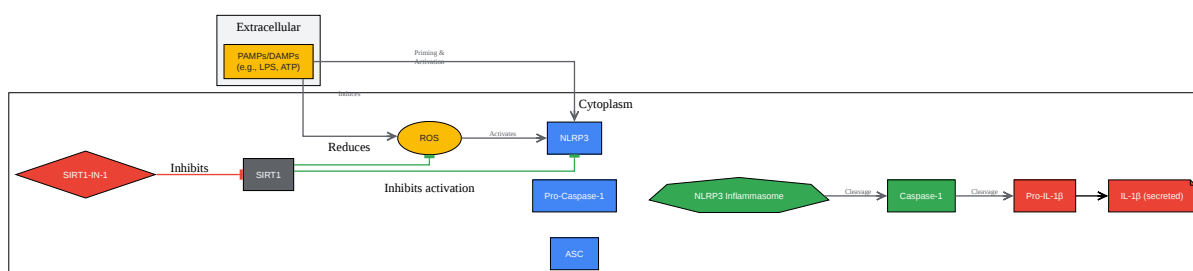 Extracellular
PAMPs/DAMPs
(e.g., LPS, ATP)
Priming &
Activation
Induces
Cytoplasm
ROS
Activates
NLRP3
Reduces
SIRT1-IN-1
Inhibits
SIRT1
Inhibits activation
Pro-Caspase-1
NLRP3 Inflammasome
Cleavage
Caspase-1
Cleavage
Pro-IL-1β
IL-1β (secreted)
ASC